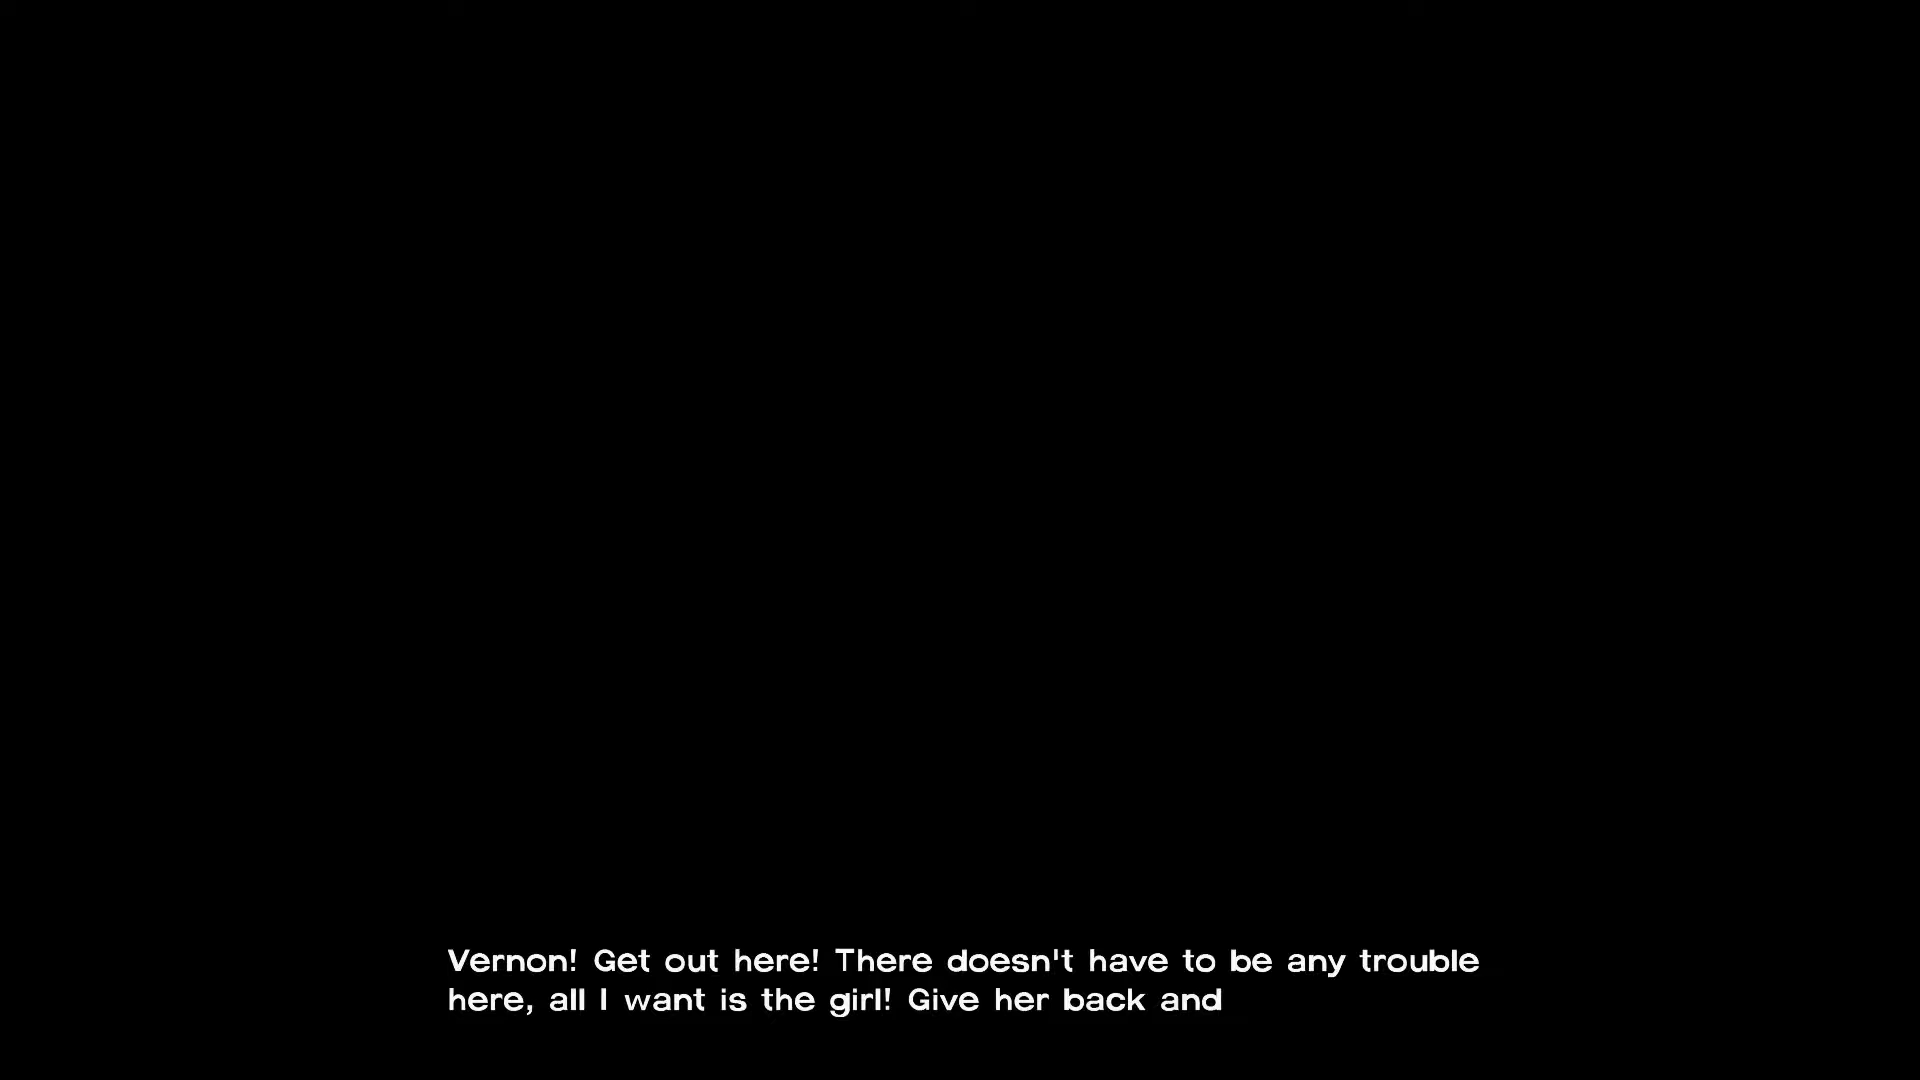 Vernon! Get out here! There doesn't have to be any trouble
here, all I want is the girl! Give her back and